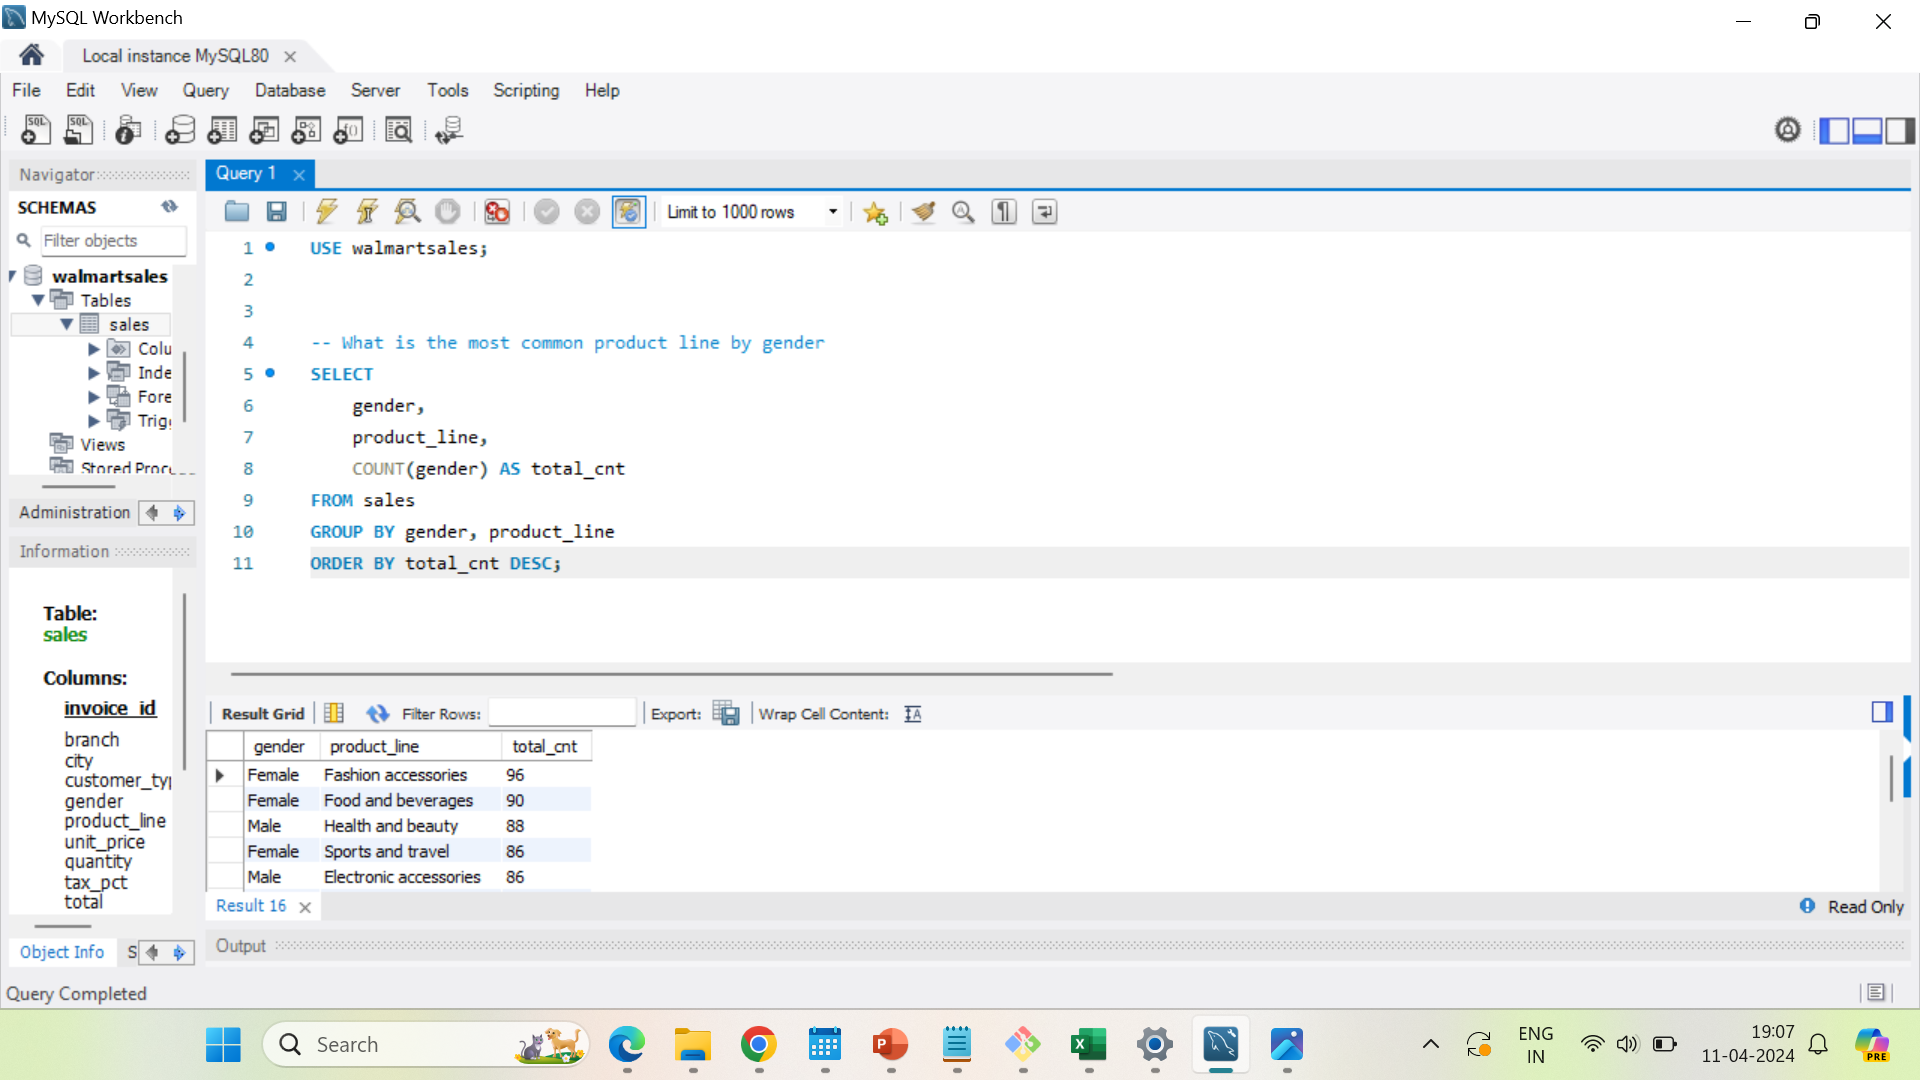 MySQL Workbench
Local instance MySQL80
File Edit View Query Database Server Tools Scripting Help
Navigator
SCHEMAS
Filter objects
walmartsales
Tables
sales
Colu
Inde
Fore
Trig
Views
Stored Proc
Administration
Information
Table:
sales
Columns:
invoice_id
branch
city
customer_typ
gender
product_line
unit_price
quantity
tax_pct
total
Object Info S
Query Completed
Query 1
Limit to 1000 rows
1 USE walmartsales;
2
3
4 -- What is the most common product line by gender
5 SELECT
6 gender,
7 product_line,
8 COUNT(gender) AS total_cnt
9 FROM sales
10 GROUP BY gender, product_line
11 ORDER BY total_cnt DESC;
Result Grid Filter Rows: Export: Wrap Cell Content:
gender product_line total_cnt
Female Fashion accessories 96
Female Food and beverages 90
Male Health and beauty 88
Female Sports and travel 86
Male Electronic accessories 86
Result 16
Read Only
Output
Search
ENG
IN
19:07
11-04-2024
PRE